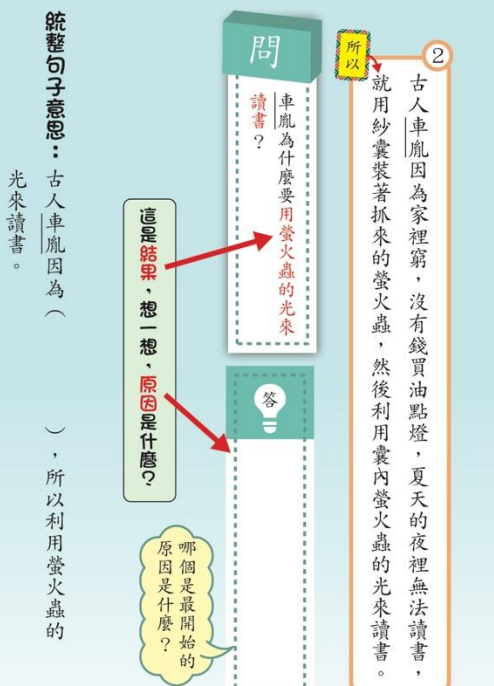 ②
古人車胤因為家裡窮，沒有錢買油點燈，夏天的夜裡無法讀書，
所以
就用紗囊裝著抓來的螢火蟲，然後利用囊內螢火蟲的光來讀書。
問
車胤為什麼要用螢火蟲的光來
讀書？
答
哪個是最開始的
原因是什麼？
這是結果，想一想，原因是什麼？
統整句子意思：古人車胤因為（　　　　　　），所以利用螢火蟲的
光來讀書。